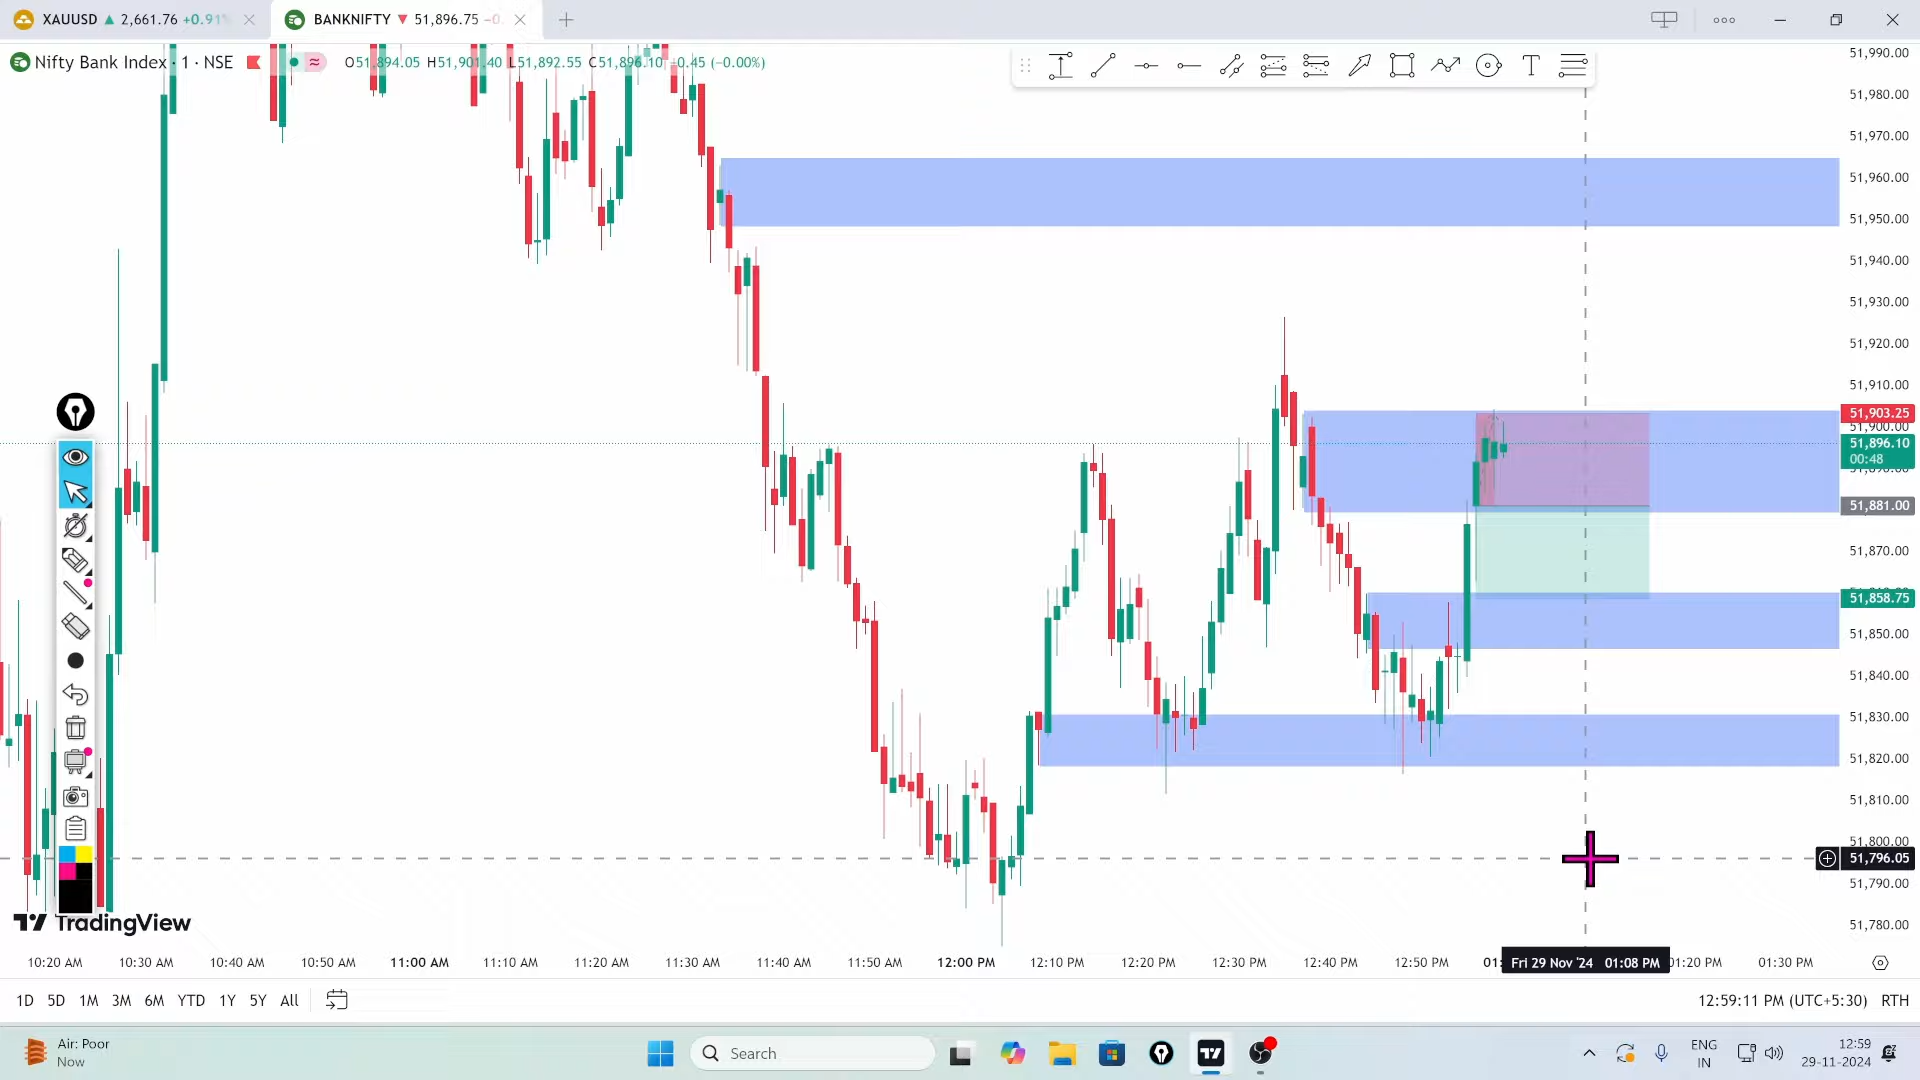 XAUUSD ▲ 2,661.76 +0.91%
BANKNIFTY ▼ 51,896.75 −0.
Nifty Bank Index · 1 · NSE
O51,894.05 H51,901.40 L51,892.55 C51,896.10 +0.45 (−0.00%)
51,990.00
51,980.00
51,970.00
51,960.00
51,950.00
51,940.00
51,930.00
51,920.00
51,910.00
51,903.25
51,900.00
51,896.10
00:48
51,881.00
51,870.00
51,858.75
51,850.00
51,840.00
51,830.00
51,820.00
51,810.00
51,800.00
51,796.05
51,790.00
51,780.00
TradingView
10:20 AM 10:30 AM 10:40 AM 10:50 AM 11:00 AM 11:10 AM 11:20 AM 11:30 AM 11:40 AM 11:50 AM 12:00 PM 12:10 PM 12:20 PM 12:30 PM 12:40 PM 12:50 PM Fri 29 Nov '24 01:08 PM 01:20 PM 01:30 PM
1D 5D 1M 3M 6M YTD 1Y 5Y All
12:59:11 PM (UTC+5:30) RTH
Air: Poor
Now
Search
ENG
IN
12:59
29-11-2024